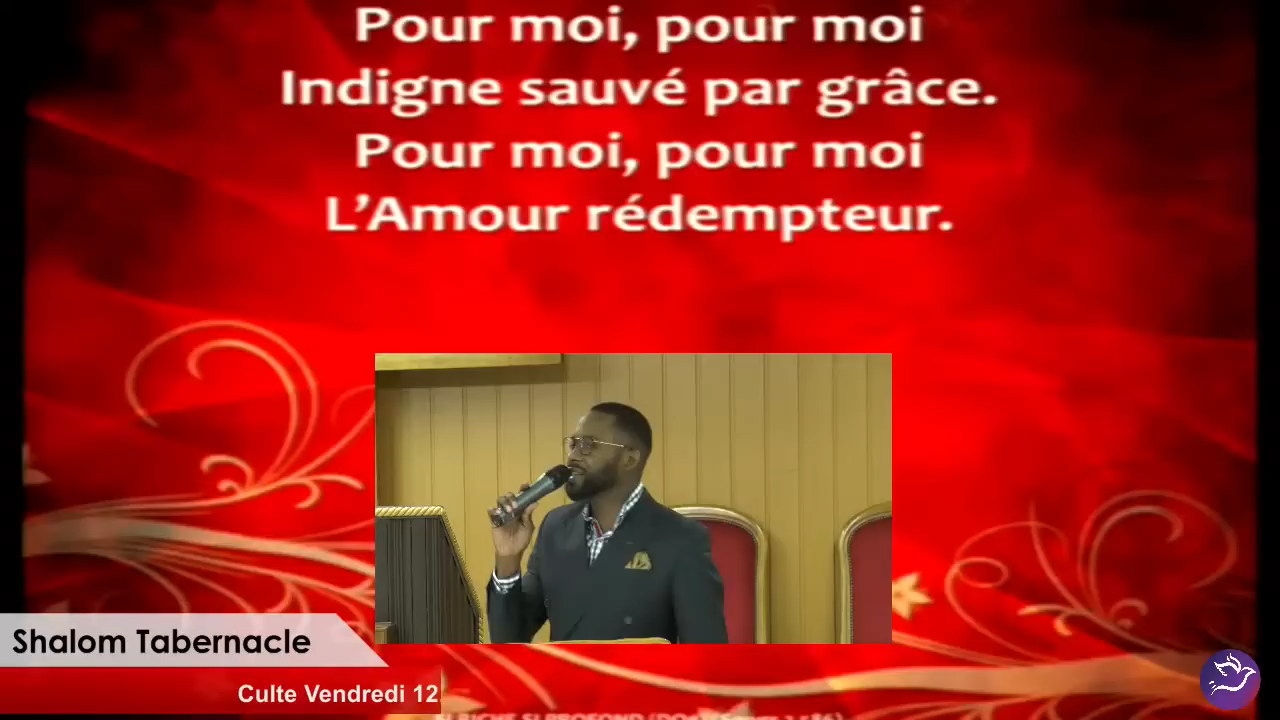 Pour moi, pour moi
Indigne sauvé par grâce.
Pour moi, pour moi
L’Amour rédempteur.
Shalom Tabernacle
Culte Vendredi 12